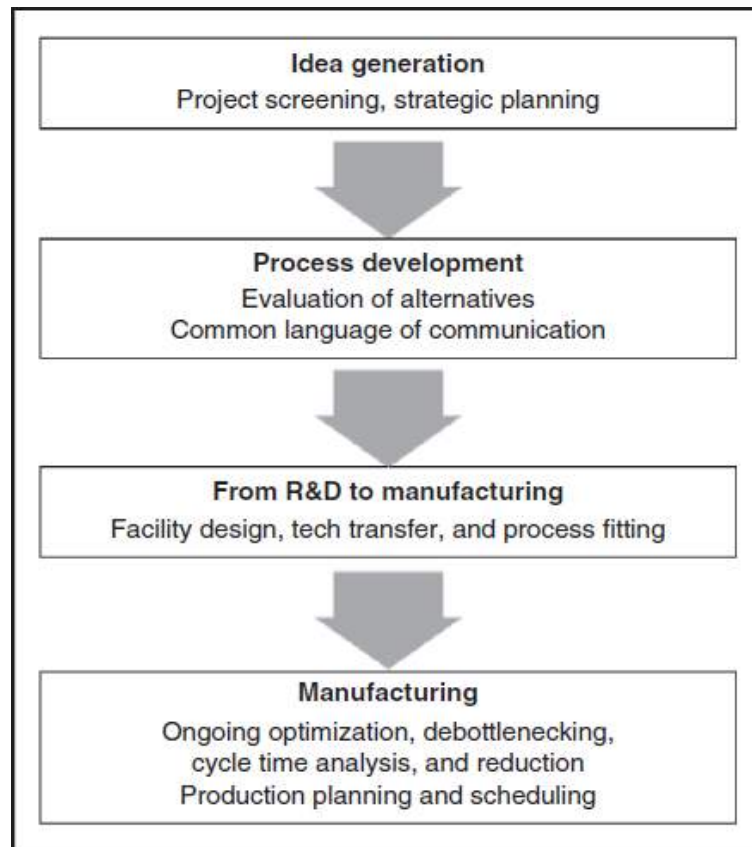 Idea generation
Project screening, strategic planning
Process development
Evaluation of alternatives
Common language of communication
From R&D to manufacturing
Facility design, tech transfer, and process fitting
Manufacturing
Ongoing optimization, debottlenecking,
cycle time analysis, and reduction
Production planning and scheduling